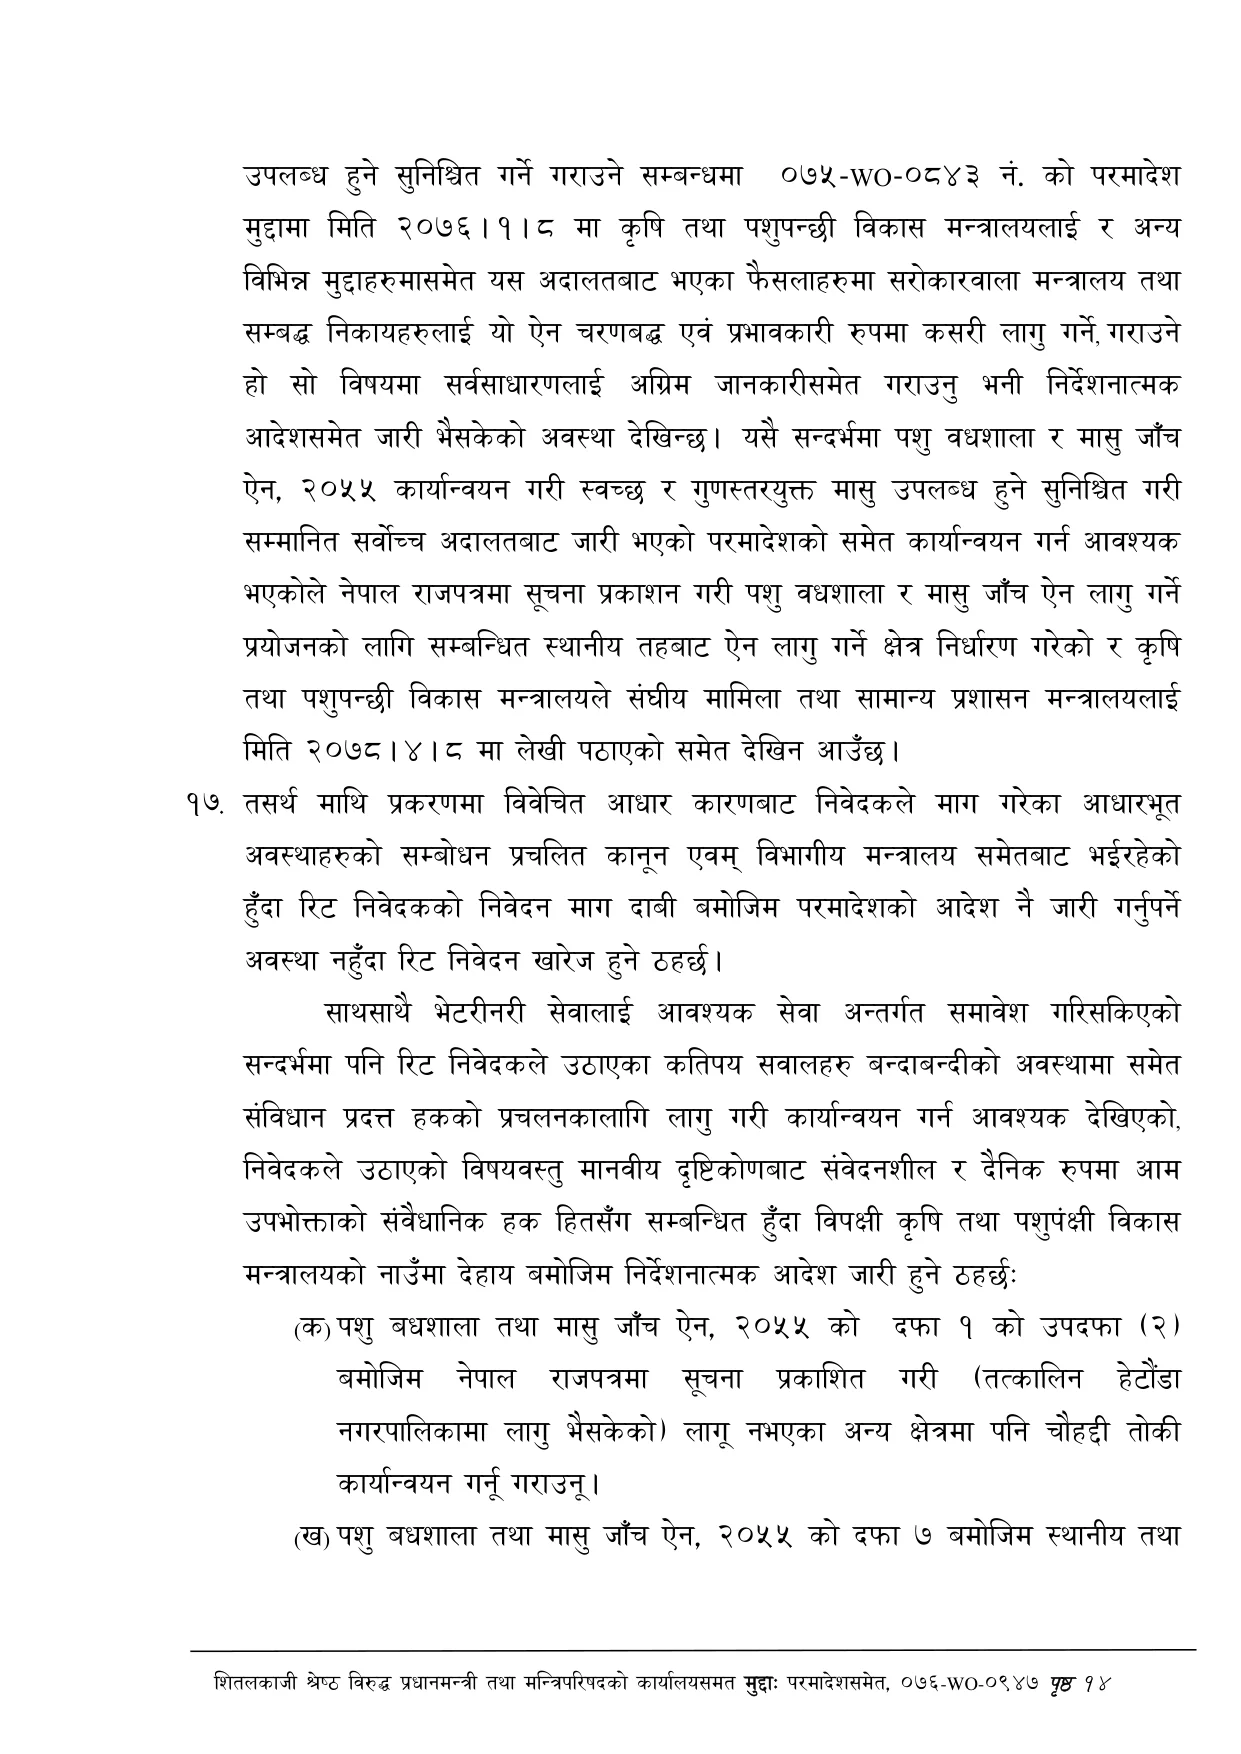 उपलब्ध हुने सुनिश्चित गर्ने गराउने सम्बन्धमा ०७५-WO-०८४३ नं. को परमादेश
मुद्दामा मिति २०७६।१।८ मा कृषि तथा पशुपन्छी विकास मन्त्रालयलाई र अन्य
विभिन्न मुद्दाहरुमासमेत यस अदालतबाट भएका फैसलाहरुमा सरोकारवाला मन्त्रालय तथा
सम्बद्ध निकायहरुलाई यो ऐन चरणबद्ध एवं प्रभावकारी रुपमा कसरी लागु गर्ने, गराउने
हो सो विषयमा सर्वसाधारणलाई अग्रिम जानकारीसमेत गराउनु भनी निर्देशनात्मक
आदेशसमेत जारी भैसकेको अवस्था देखिन्छ। यसै सन्दर्भमा पशु वधशाला र मासु जाँच
ऐन, २०५५ कार्यान्वयन गरी स्वच्छ र गुणस्तरयुक्त मासु उपलब्ध हुने सुनिश्चित गरी
सम्मानित सर्वोच्च अदालतबाट जारी भएको परमादेशको समेत कार्यान्वयन गर्न आवश्यक
भएकोले नेपाल राजपत्रमा सूचना प्रकाशन गरी पशु वधशाला र मासु जाँच ऐन लागु गर्ने
प्रयोजनको लागि सम्बन्धित स्थानीय तहबाट ऐन लागु गर्ने क्षेत्र निर्धारण गरेको र कृषि
तथा पशुपन्छी विकास मन्त्रालयले संघीय मामिला तथा सामान्य प्रशासन मन्त्रालयलाई
मिति २०७८।४।८ मा लेखी पठाएको समेत देखिन आउँछ।
१७. तसर्थ माथि प्रकरणमा विवेचित आधार कारणबाट निवेदकले माग गरेका आधारभूत
अवस्थाहरुको सम्बोधन प्रचलित कानून एवम् विभागीय मन्त्रालय समेतबाट भईरहेको
हुँदा रिट निवेदकको निवेदन माग दाबी बमोजिम परमादेशको आदेश नै जारी गर्नुपर्ने
अवस्था नहुँदा रिट निवेदन खारेज हुने ठहर्छ।
साथसाथै भेटरीनरी सेवालाई आवश्यक सेवा अन्तर्गत समावेश गरिसकिएको
सन्दर्भमा पनि रिट निवेदकले उठाएका कतिपय सवालहरु बन्दाबन्दीको अवस्थामा समेत
संविधान प्रदत्त हकको प्रचलनकालागि लागु गरी कार्यान्वयन गर्न आवश्यक देखिएको,
निवेदकले उठाएको विषयवस्तु मानवीय दृष्टिकोणबाट संवेदनशील र दैनिक रुपमा आम
उपभोक्ताको संवैधानिक हक हितसँग सम्बन्धित हुँदा विपक्षी कृषि तथा पशुपंक्षी विकास
मन्त्रालयको नाउँमा देहाय बमोजिम निर्देशनात्मक आदेश जारी हुने ठहर्छः
(क) पशु बधशाला तथा मासु जाँच ऐन, २०५५ को दफा १ को उपदफा (२)
बमोजिम नेपाल राजपत्रमा सूचना प्रकाशित गरी (तत्कालिन हेटौंडा
नगरपालिकामा लागु भैसकेको) लागू नभएका अन्य क्षेत्रमा पनि चौहद्दी तोकी
कार्यान्वयन गर्नू गराउनू।
(ख) पशु बधशाला तथा मासु जाँच ऐन, २०५५ को दफा ७ बमोजिम स्थानीय तथा
शितलकाजी श्रेष्ठ विरुद्ध प्रधानमन्त्री तथा मन्त्रिपरिषदको कार्यालयसमत मुद्दाः परमादेशसमेत, ०७६-WO-०९४७ पृष्ठ १४